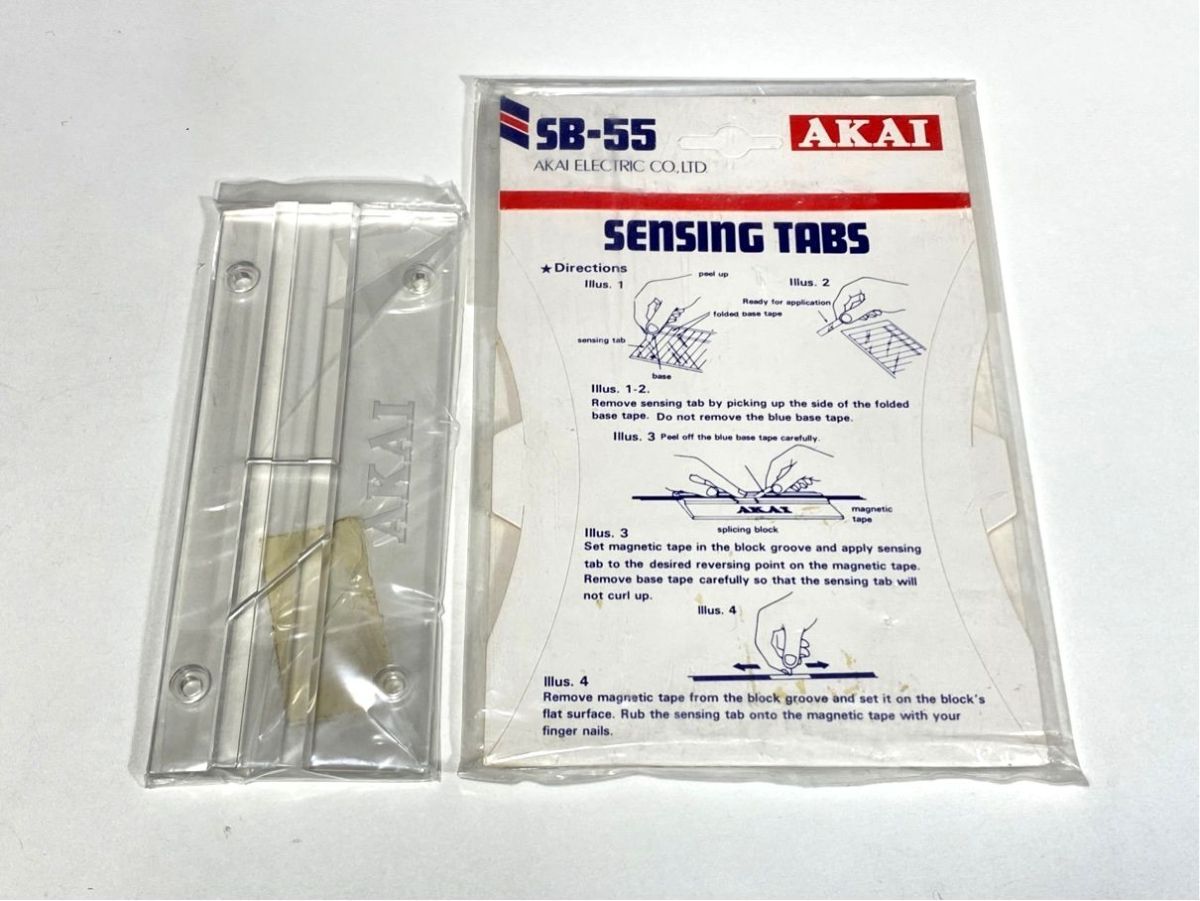 SB-55
AKAI
AKAI ELECTRIC CO.,LTD.
SENSING TABS
★Directions
Illus. 1
peel up
Illus. 2
Ready for application
folded base tape
sensing tab
base
Illus. 1-2.
Remove sensing tab by picking up the side of the folded
base tape. Do not remove the blue base tape.
Illus. 3 Peel off the blue base tape carefully.
AKAI
magnetic
tape
splicing block
Illus. 3
Set magnetic tape in the block groove and apply sensing
tab to the desired reversing point on the magnetic tape.
Remove base tape carefully so that the sensing tab will
not curl up.
Illus. 4
Illus. 4
Remove magnetic tape from the block groove and set it on the block's
flat surface. Rub the sensing tab onto the magnetic tape with your
finger nails.
AKAI